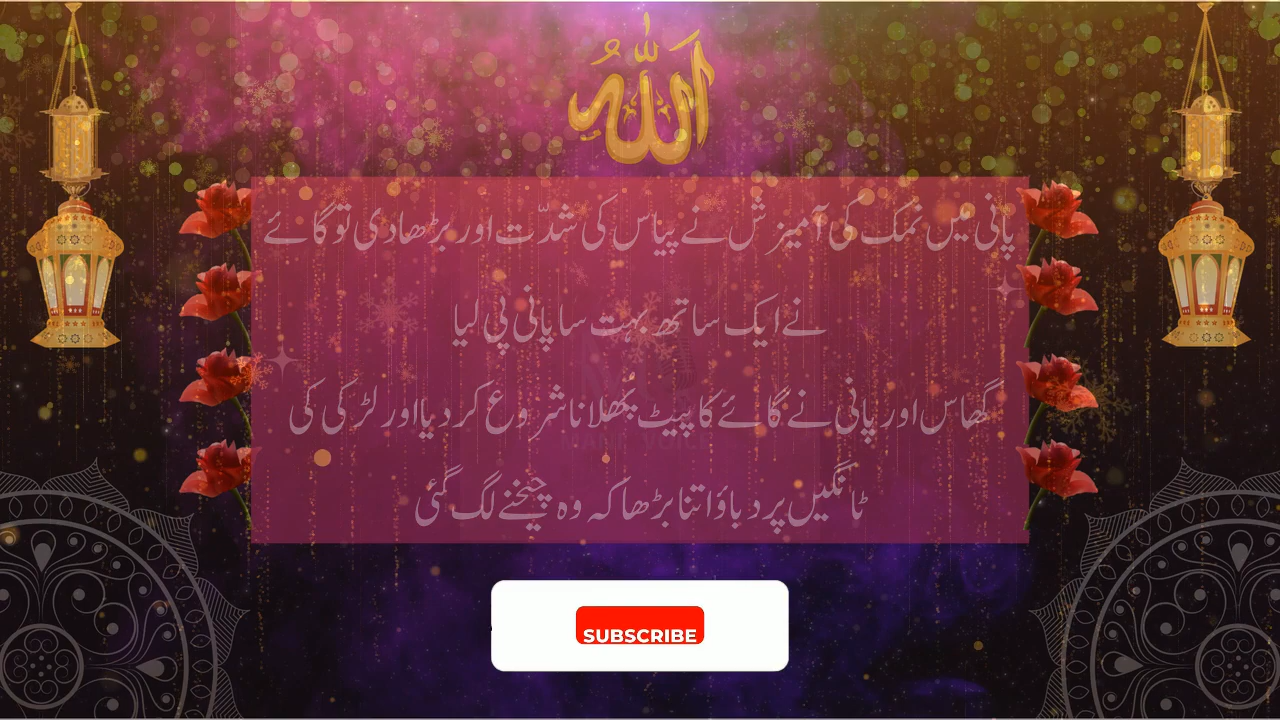 الله
پانی میں نمک کی آمیزش نے پیاس کی شدّت اور بڑھا دی تو گائے
نے ایک ساتھ بہت سا پانی پی لیا
گھاس اور پانی نے گائے کا پیٹ پُھلانا شروع کر دیا اور لڑکی کی
ٹانگیں پر دباؤ اتنا بڑھا کہ وہ چیخنے لگ گئی
SUBSCRIBE